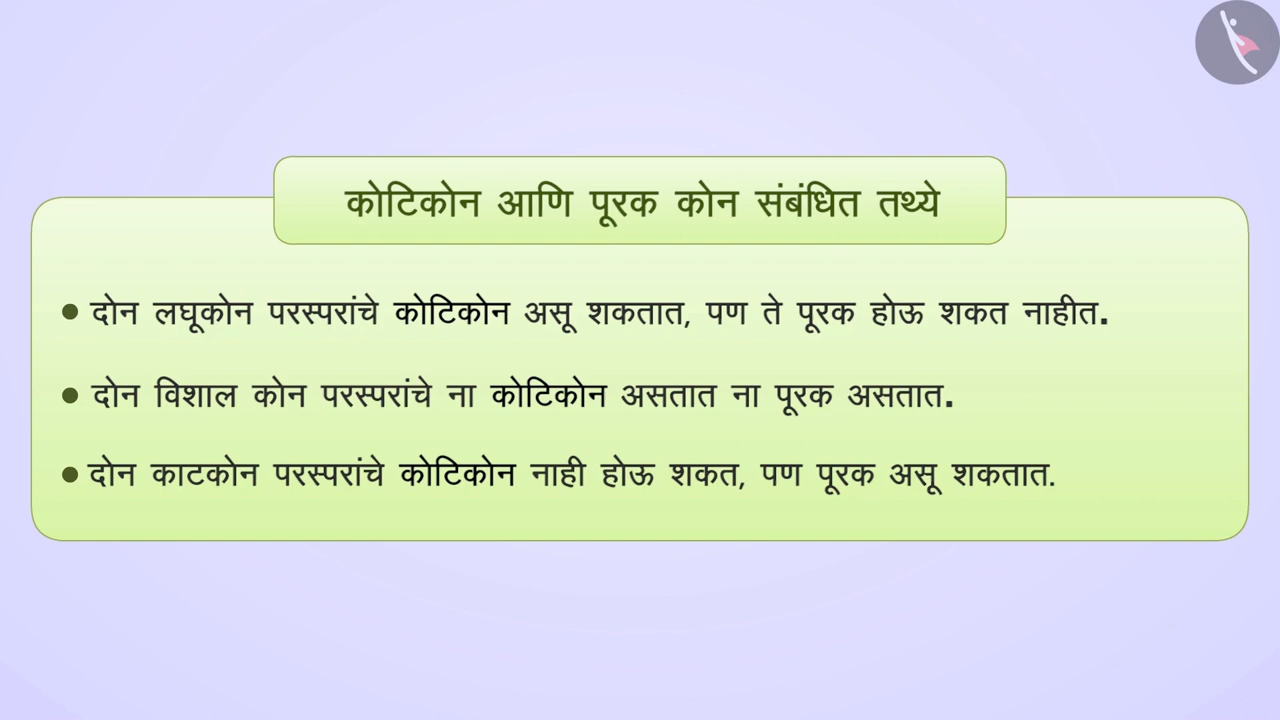 कोटिकोन आणि पूरक कोन संबंधित तथ्ये
• दोन लघूकोन परस्परांचे कोटिकोन असू शकतात, पण ते पूरक होऊ शकत नाहीत.
• दोन विशाल कोन परस्परांचे ना कोटिकोन असतात ना पूरक असतात.
• दोन काटकोन परस्परांचे कोटिकोन नाही होऊ शकत, पण पूरक असू शकतात.